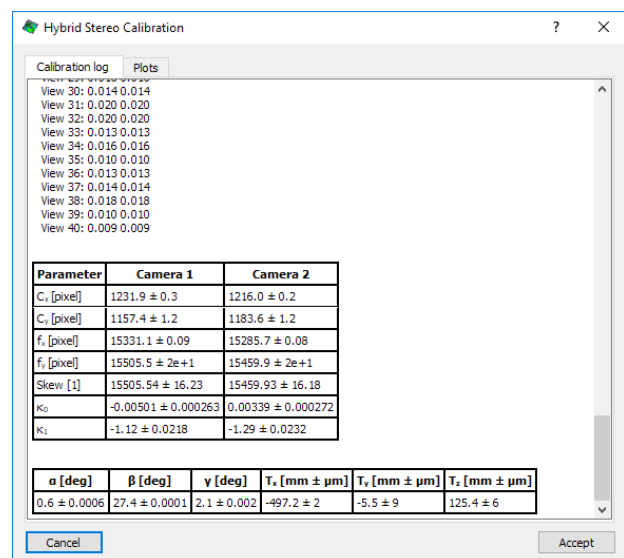 Hybrid Stereo Calibration
Calibration log Plots
View 30: 0.014 0.014
View 31: 0.020 0.020
View 32: 0.020 0.020
View 33: 0.013 0.013
View 34: 0.016 0.016
View 35: 0.010 0.010
View 36: 0.013 0.013
View 37: 0.014 0.014
View 38: 0.018 0.018
View 39: 0.010 0.010
View 40: 0.009 0.009
Parameter Camera 1 Camera 2
Cₓ [pixel] 1231.9 ± 0.3 1216.0 ± 0.2
Cᵧ [pixel] 1157.4 ± 1.2 1183.6 ± 1.2
fₓ [pixel] 15331.1 ± 0.09 15285.7 ± 0.08
fᵧ [pixel] 15505.5 ± 2e+1 15459.9 ± 2e+1
Skew [1] 15505.54 ± 16.23 15459.93 ± 16.18
κ₀ -0.00501 ± 0.000263 0.00339 ± 0.000272
κ₁ -1.12 ± 0.0218 -1.29 ± 0.0232
α [deg] β [deg] γ [deg] Tₓ [mm ± μm] Tᵧ [mm ± μm] T_z [mm ± μm]
0.6 ± 0.0006 27.4 ± 0.0001 2.1 ± 0.002 -497.2 ± 2 -5.5 ± 9 125.4 ± 6
Cancel Accept